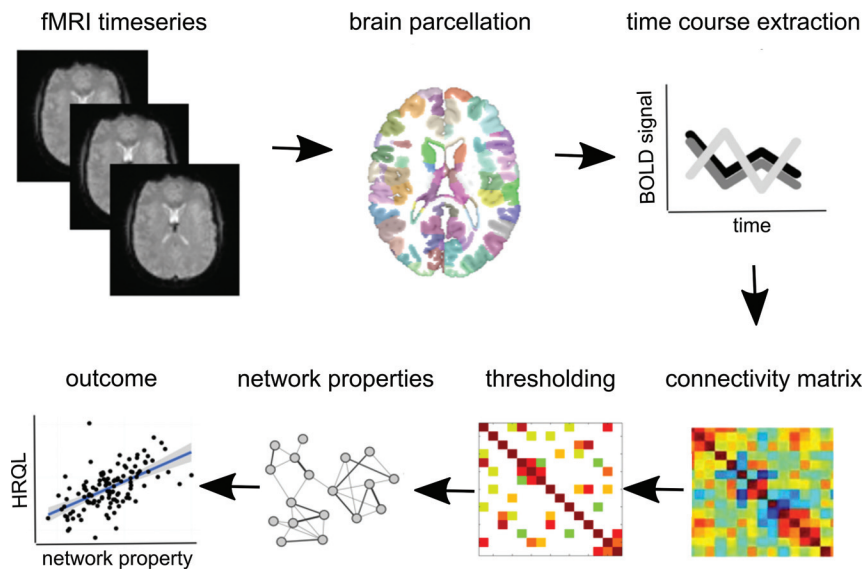 fMRI timeseries
brain parcellation
time course extraction
BOLD signal
time
outcome
network properties
thresholding
connectivity matrix
HRQL
network property